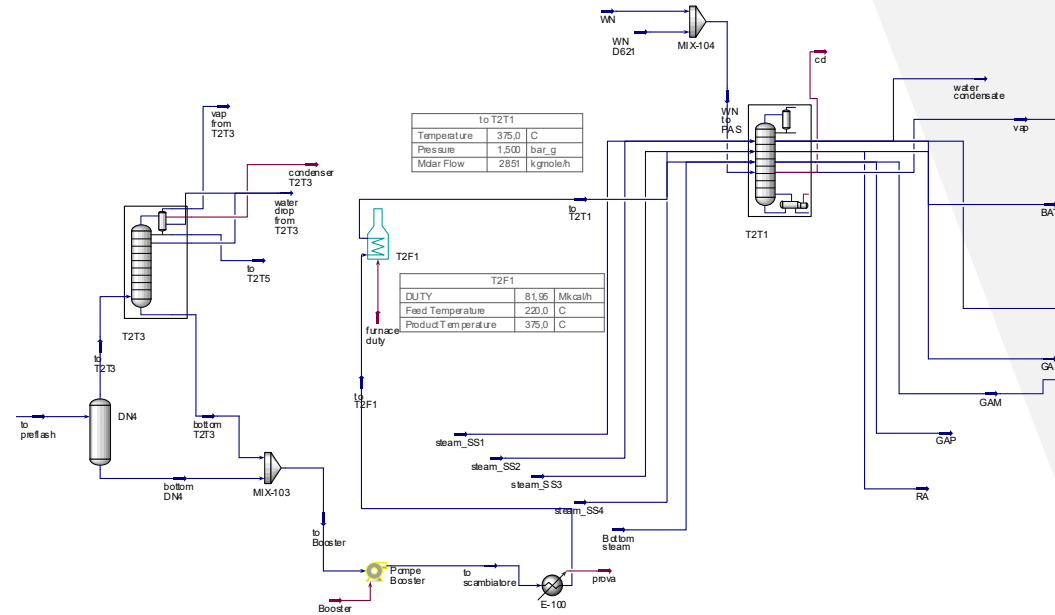 WN
WN
D621
MIX-104
cd
WN
to
PAS
water
condensate
vap
vap
from
T2T3
condenser
T2T3
water
drop
from
T2T3
to
T2T5
T2T3
to T2T1
Temperature 375,0 C
Pressure 1,500 bar_g
Molar Flow 2851 kgmole/h
to
T2T1
T2T1
BAT
T2F1
T2F1
DUTY 81,95 Mkcal/h
Feed Temperature 220,0 C
Product Temperature 375,0 C
furnace
duty
to
T2T3
to
T2F1
GAL
GAM
to
preflash
DN4
bottom
T2T3
bottom
DN4
MIX-103
steam_SS1
steam_SS2
steam_SS3
steam_SS4
GAP
RA
to
Booster
Bottom
steam
Pompe
Booster
to
scambiatore
E-100
prova
Booster